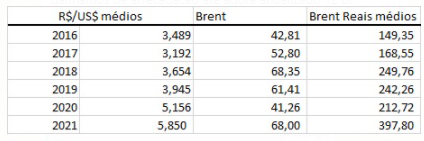 R$/US$ médios Brent Brent Reais médios
2016 3,489 42,81 149,35
2017 3,192 52,80 168,55
2018 3,654 68,35 249,76
2019 3,945 61,41 242,26
2020 5,156 41,26 212,72
2021 5,850 68,00 397,80